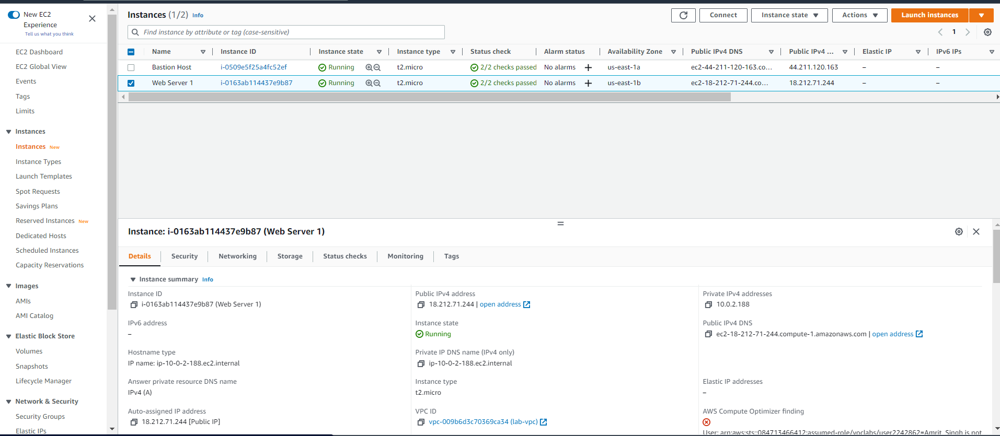 New EC2
Experience
Tell us what you think
EC2 Dashboard
EC2 Global View
Events
Tags
Limits
Instances
Instances New
Instance Types
Launch Templates
Spot Requests
Savings Plans
Reserved Instances New
Dedicated Hosts
Scheduled Instances
Capacity Reservations
Images
AMIs
AMI Catalog
Elastic Block Store
Volumes
Snapshots
Lifecycle Manager
Network & Security
Security Groups
Elastic IPs
Instances (1/2) Info
Connect Instance state Actions Launch instances
Find instance by attribute or tag (case-sensitive)
1
Name Instance ID Instance state Instance type Status check Alarm status Availability Zone Public IPv4 DNS Public IPv4 ... Elastic IP IPv6 IPs
Bastion Host i-0509e5f25a4fc52ef Running t2.micro 2/2 checks passed No alarms + us-east-1a ec2-44-211-120-163.co... 44.211.120.163 – –
Web Server 1 i-0163ab114437e9b87 Running t2.micro 2/2 checks passed No alarms + us-east-1b ec2-18-212-71-244.co... 18.212.71.244 – –
Instance: i-0163ab114437e9b87 (Web Server 1)
Details Security Networking Storage Status checks Monitoring Tags
Instance summary Info
Instance ID Public IPv4 address Private IPv4 addresses
i-0163ab114437e9b87 (Web Server 1) 18.212.71.244 | open address 10.0.2.188
IPv6 address Instance state Public IPv4 DNS
– Running ec2-18-212-71-244.compute-1.amazonaws.com | open address
Hostname type Private IP DNS name (IPv4 only)
IP name: ip-10-0-2-188.ec2.internal ip-10-0-2-188.ec2.internal
Answer private resource DNS name Instance type Elastic IP addresses
IPv4 (A) t2.micro –
Auto-assigned IP address VPC ID AWS Compute Optimizer finding
18.212.71.244 [Public IP] vpc-009b6d3c70369ca34 (lab-vpc)
User: arn:aws:sts::084713466412:assumed-role/voclabs/user2242862=Amrit_Singh is not